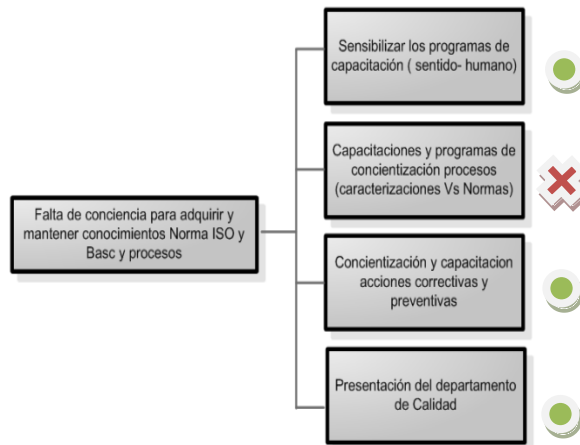 Sensibilizar los programas de
capacitación ( sentido- humano)
Capacitaciones y programas de
concientización procesos
(caracterizaciones Vs Normas)
Falta de conciencia para adquirir y
mantener conocimientos Norma ISO y
Basc y procesos
Concientización y capacitacion
acciones correctivas y
preventivas
Presentación del departamento
de Calidad